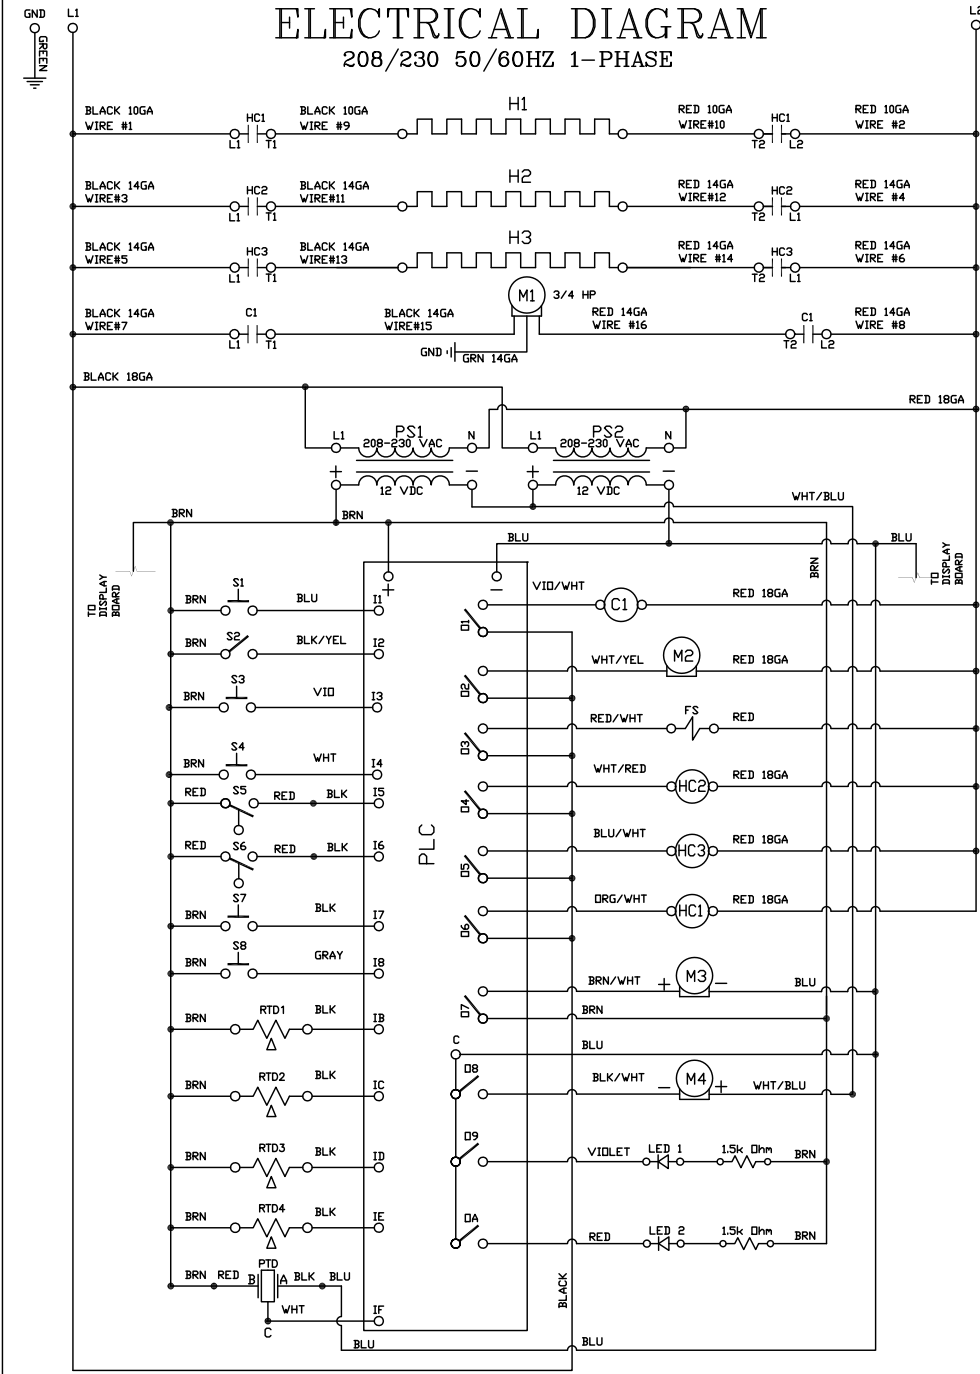 ELECTRICAL DIAGRAM
208/230 50/60HZ 1-PHASE
GND
L1
L2
GREEN
BLACK 10GA
WIRE #1
HC1
L1
T1
BLACK 10GA
WIRE #9
H1
RED 10GA
WIRE#10
HC1
T2
L2
RED 10GA
WIRE #2
BLACK 14GA
WIRE#3
HC2
L1
T1
BLACK 14GA
WIRE#11
H2
RED 14GA
WIRE#12
HC2
T2
L1
RED 14GA
WIRE #4
BLACK 14GA
WIRE#5
HC3
L1
T1
BLACK 14GA
WIRE#13
H3
RED 14GA
WIRE #14
HC3
T2
L1
RED 14GA
WIRE #6
BLACK 14GA
WIRE#7
C1
L1
T1
BLACK 14GA
WIRE#15
M1
3/4 HP
RED 14GA
WIRE #16
C1
T2
L2
RED 14GA
WIRE #8
GND
GRN 14GA
BLACK 18GA
RED 18GA
L1
PS1
208-230 VAC
N
+
12 VDC
−
L1
PS2
208-230 VAC
N
+
12 VDC
−
WHT/BLU
BRN
BRN
BLU
BLU
BRN
TO
DISPLAY
BOARD
TO
DISPLAY
BOARD
+
−
PLC
BRN
S1
BLU
I1
BRN
S2
BLK/YEL
I2
BRN
S3
VIO
I3
BRN
S4
WHT
I4
RED
S5
RED
BLK
I5
RED
S6
RED
BLK
I6
BRN
S7
BLK
I7
BRN
S8
GRAY
I8
BRN
RTD1
BLK
IB
BRN
RTD2
BLK
IC
BRN
RTD3
BLK
ID
BRN
RTD4
BLK
IE
BRN
RED
B
PTD
A
BLK
BLU
WHT
C
IF
BLU
O1
VIO/WHT
C1
RED 18GA
O2
WHT/YEL
M2
RED 18GA
O3
RED/WHT
FS
RED
O4
WHT/RED
HC2
RED 18GA
O5
BLU/WHT
HC3
RED 18GA
O6
ORG/WHT
HC1
RED 18GA
O7
BRN/WHT
+
M3
−
BLU
BRN
C
BLU
O8
BLK/WHT
−
M4
+
WHT/BLU
O9
VIOLET
LED 1
1.5k Ohm
BRN
OA
RED
LED 2
1.5k Ohm
BRN
BLACK
BLU